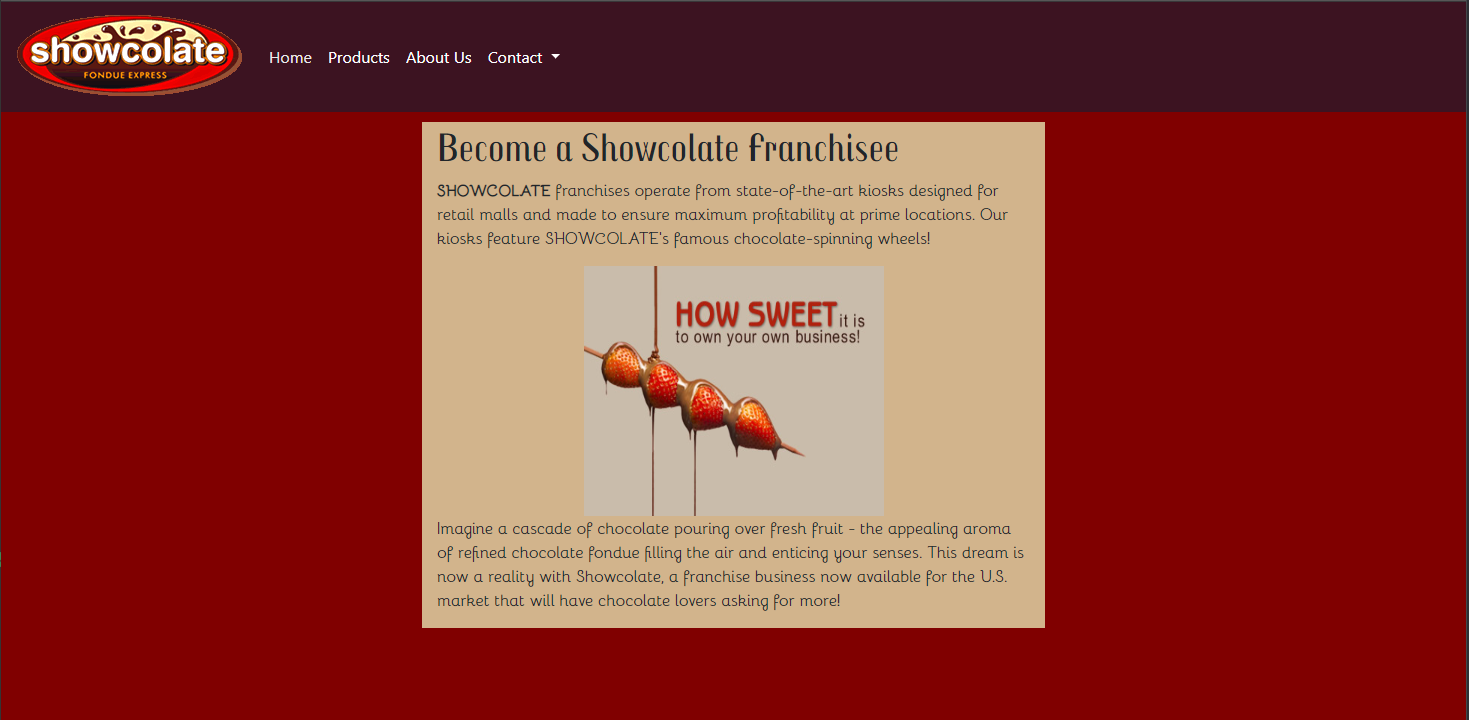 showcolate
FONDUE EXPRESS
Home Products About Us Contact
Become a Showcolate Franchisee
SHOWCOLATE franchises operate from state-of-the-art kiosks designed for
retail malls and made to ensure maximum profitability at prime locations. Our
kiosks feature SHOWCOLATE's famous chocolate-spinning wheels!
HOW SWEET it is
to own your own business!
Imagine a cascade of chocolate pouring over fresh fruit - the appealing aroma
of refined chocolate fondue filling the air and enticing your senses. This dream is
now a reality with Showcolate, a franchise business now available for the U.S.
market that will have chocolate lovers asking for more!